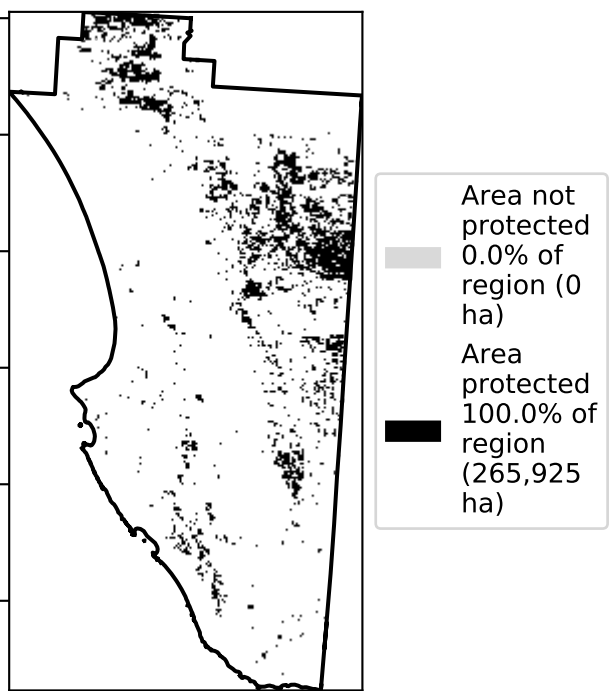 Area not
protected
0.0% of
region (0
ha)
Area
protected
100.0% of
region
(265,925
ha)